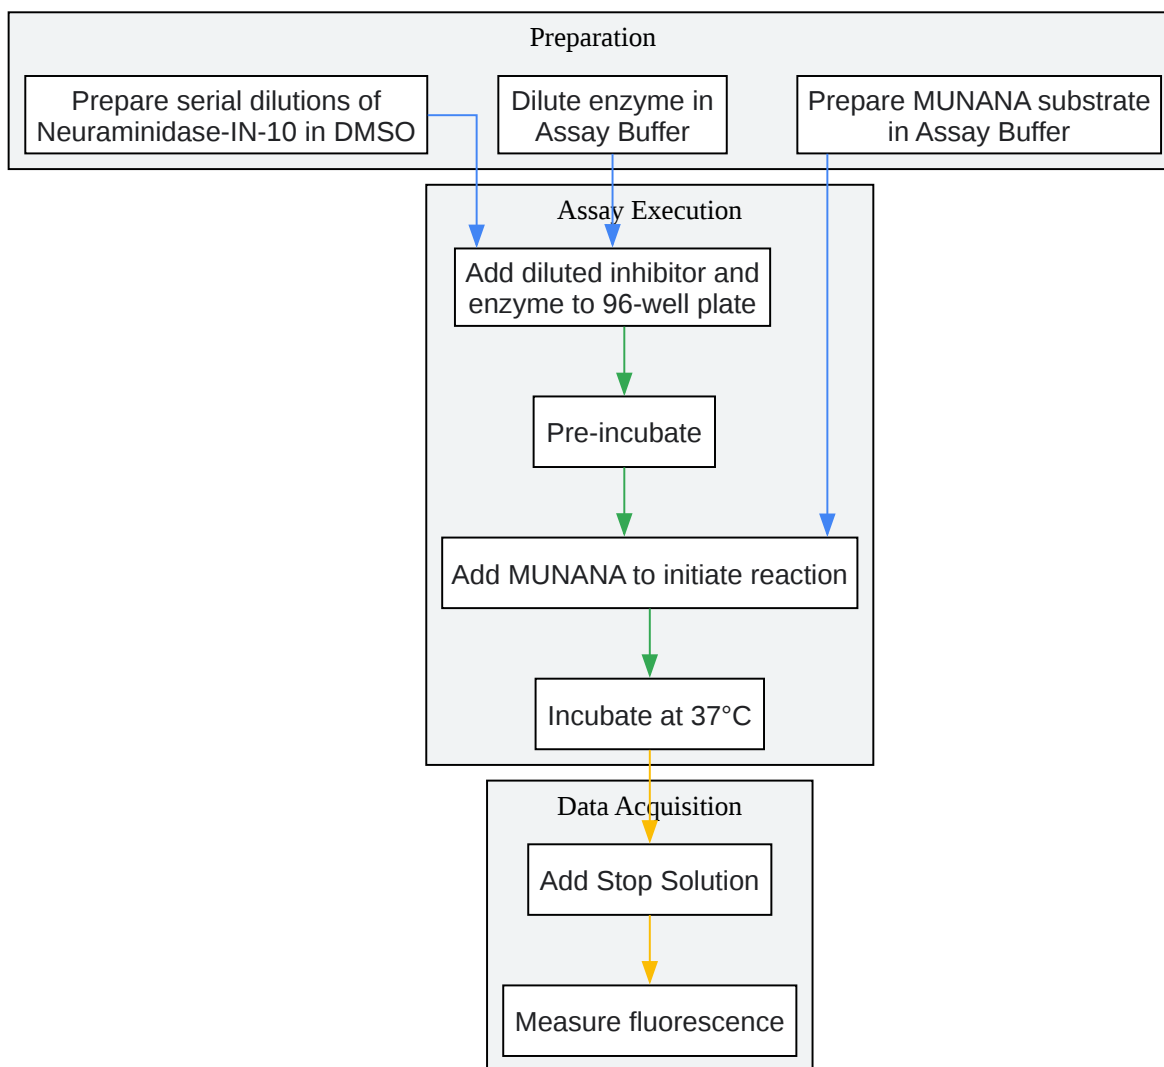 Preparation
Prepare serial dilutions of
Neuraminidase-IN-10 in DMSO
Dilute enzyme in
Assay Buffer
Prepare MUNANA substrate
in Assay Buffer
Assay Execution
Add diluted inhibitor and
enzyme to 96-well plate
Pre-incubate
Add MUNANA to initiate reaction
Incubate at 37°C
Data Acquisition
Add Stop Solution
Measure fluorescence